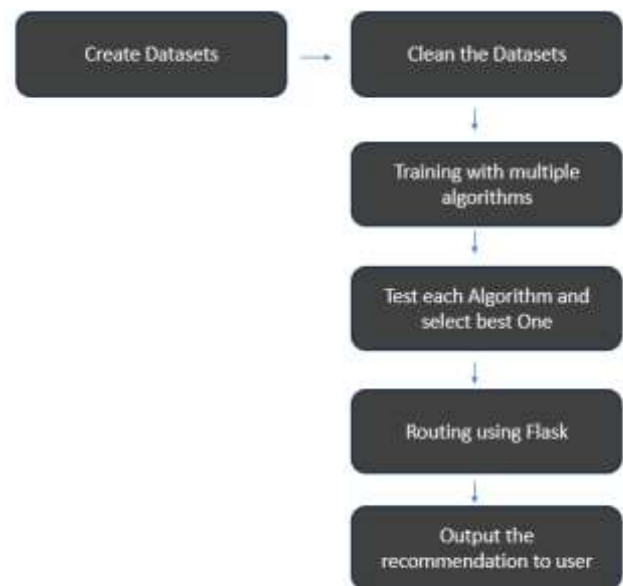 Create Datasets
Clean the Datasets
Training with multiple
algorithms
Test each Algorithm and
select best One
Routing using Flask
Output the
recommendation to user